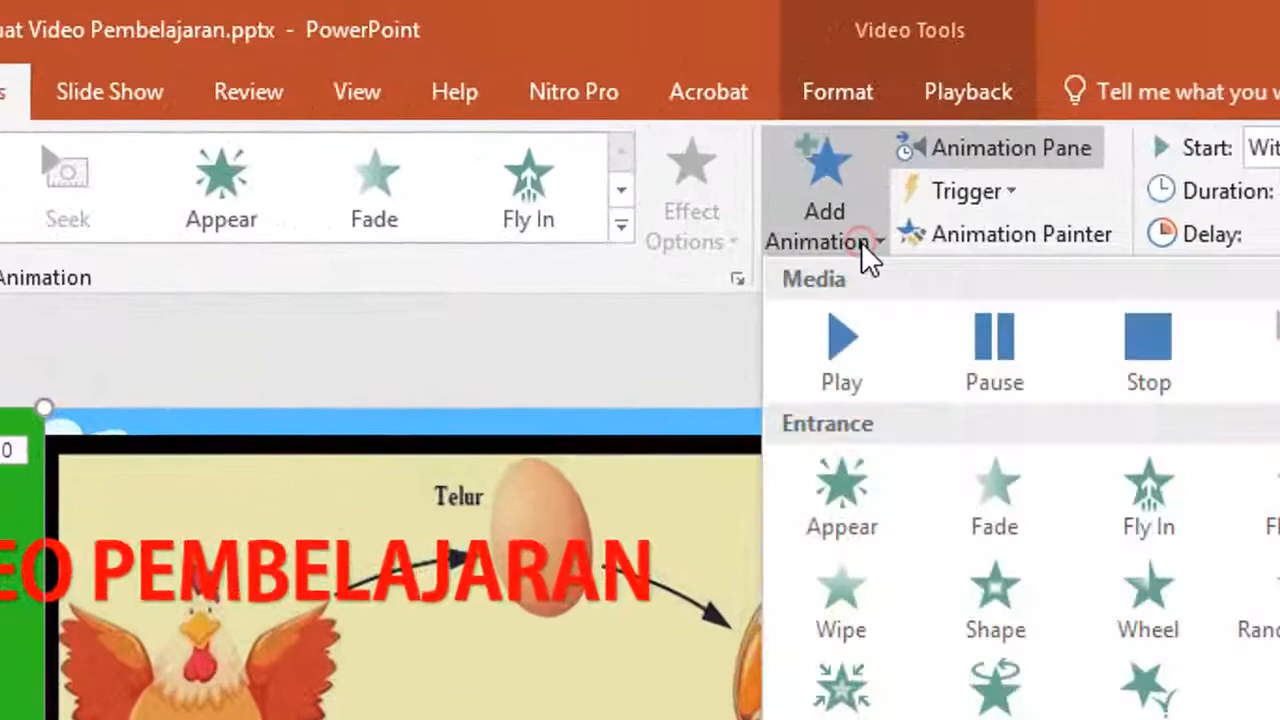 Video Pembelajaran.pptx - PowerPoint
Video Tools
Slide Show Review View Help Nitro Pro Acrobat Format Playback Tell me what you
Seek Appear Fade Fly In
Effect Options
Add Animation
Animation Pane
Trigger
Animation Painter
Start:
Duration:
Delay:
Animation
Media
Play Pause Stop
Entrance
Appear Fade Fly In
Wipe Shape Wheel
0
Telur
PEMBELAJARAN